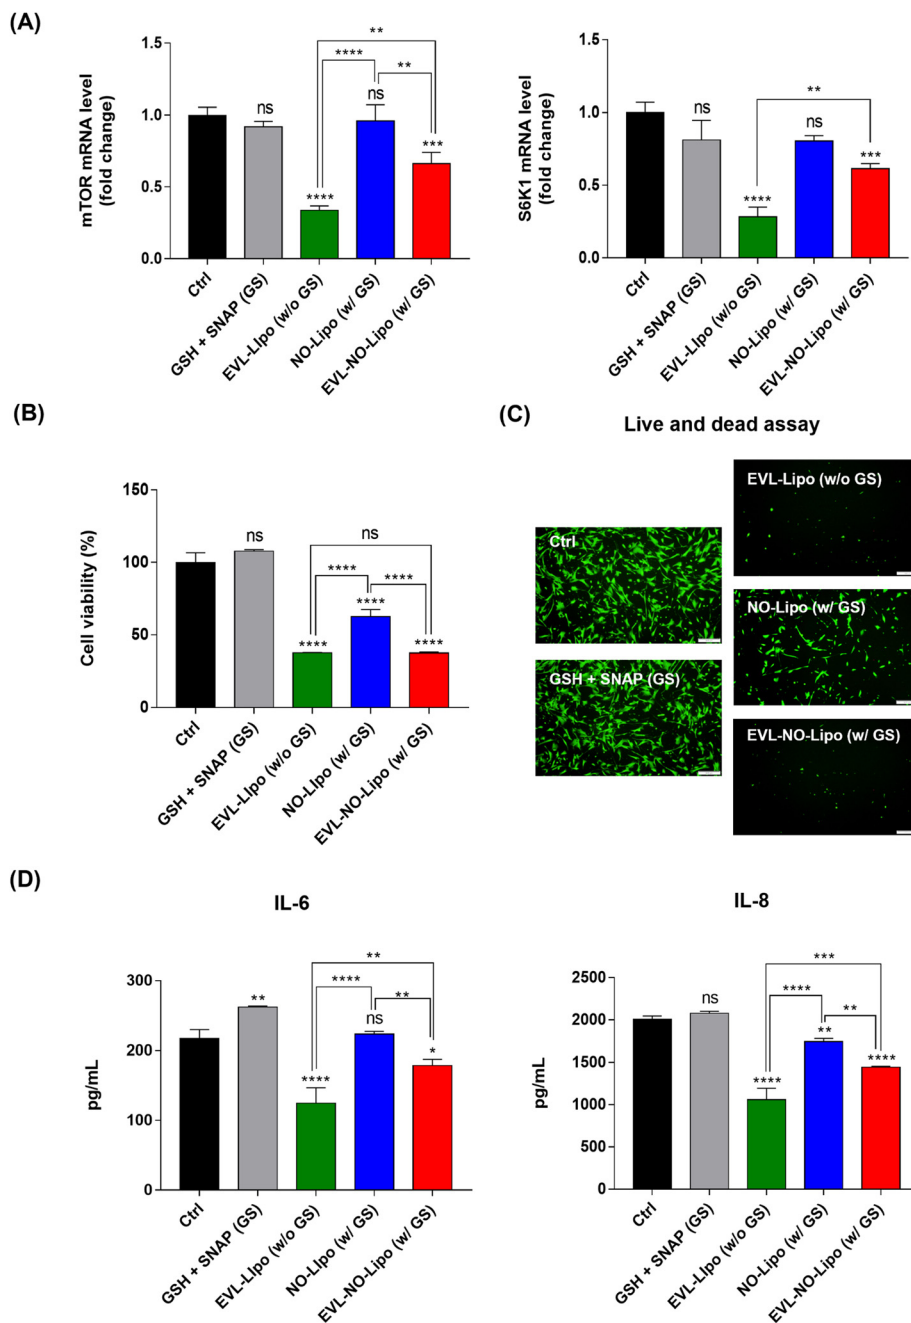 (A)
mTOR mRNA level
(fold change)
1.5
1.0
0.5
0.0
ns
****
ns
***
**
****
**
Ctrl
GSH + SNAP (GS)
EVL-LIpo (w/o GS)
NO-LIpo (w/ GS)
EVL-NO-LIpo (w/ GS)
S6K1 mRNA level
(fold change)
1.5
1.0
0.5
0.0
ns
****
ns
***
**
Ctrl
GSH + SNAP (GS)
EVL-LIpo (w/o GS)
NO-LIpo (w/ GS)
EVL-NO-LIpo (w/ GS)
(B)
Cell viability (%)
150
100
50
0
ns
****
****
****
ns
****
****
Ctrl
GSH + SNAP (GS)
EVL-LIpo (w/o GS)
NO-LIpo (w/ GS)
EVL-NO-LIpo (w/ GS)
(C)
Live and dead assay
Ctrl
GSH + SNAP (GS)
EVL-Lipo (w/o GS)
NO-Lipo (w/ GS)
EVL-NO-Lipo (w/ GS)
(D)
IL-6
pg/mL
300
200
100
0
**
****
ns
*
**
****
**
Ctrl
GSH + SNAP (GS)
EVL-LIpo (w/o GS)
NO-LIpo (w/ GS)
EVL-NO-LIpo (w/ GS)
IL-8
pg/mL
2500
2000
1500
1000
500
0
ns
****
**
****
***
****
**
Ctrl
GSH + SNAP (GS)
EVL-LIpo (w/o GS)
NO-LIpo (w/ GS)
EVL-NO-LIpo (w/ GS)